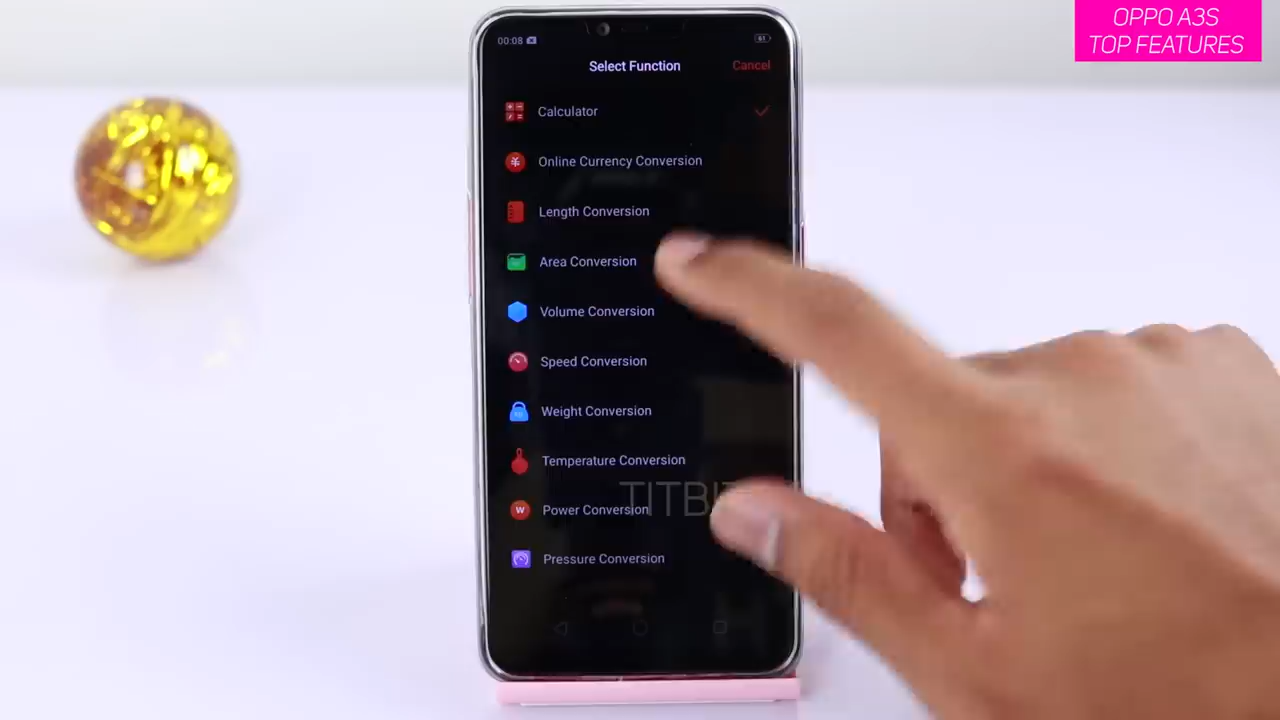 OPPO A3S
TOP FEATURES
00:08
61
Select Function
Cancel
Calculator
Online Currency Conversion
Length Conversion
Area Conversion
Volume Conversion
Speed Conversion
Weight Conversion
Temperature Conversion
W
Power Conversion
Pressure Conversion